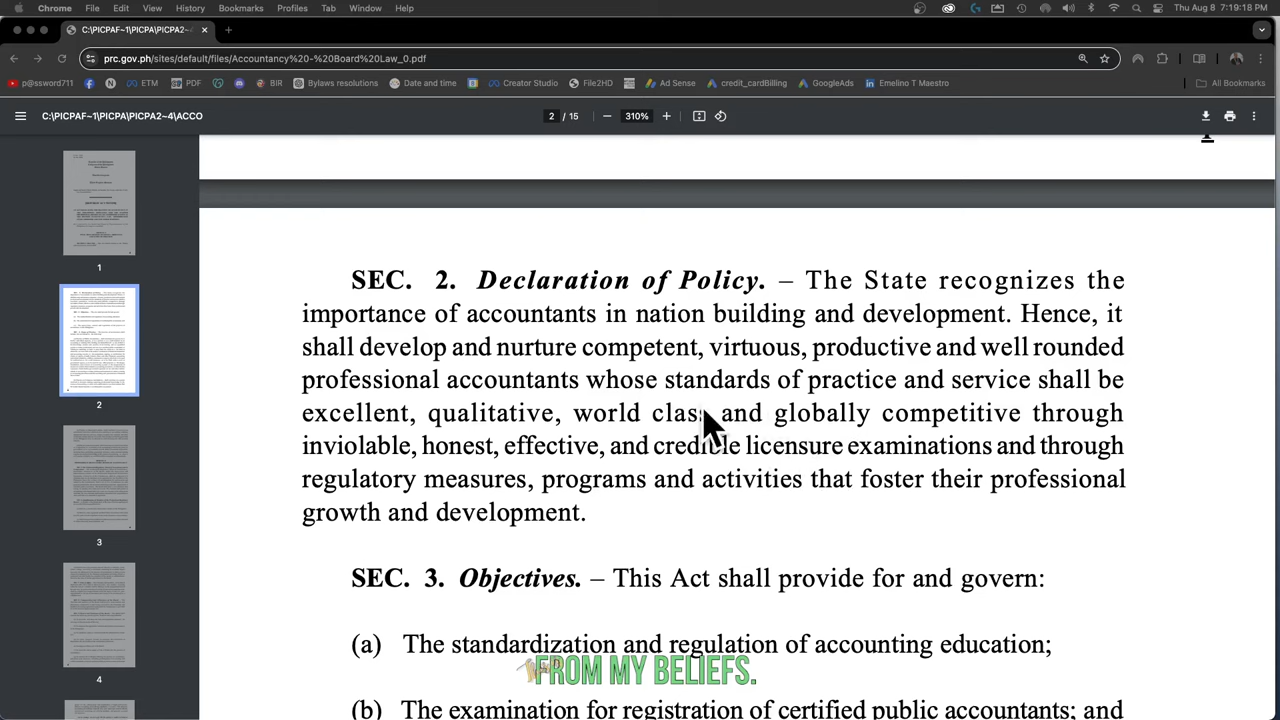 Chrome File Edit View History Bookmarks Profiles Tab Window Help Thu Aug 8 7:19:18 PM
C:\PICPAF~1\PICPA\PICPA2~4\
prc.gov.ph/sites/default/files/Accountancy%20-%20Board%20Law_0.pdf
p@ssword711 ETM PDF BIR Bylaws resolutions Date and time Creator Studio File2HD Ad Sense credit_cardBilling GoogleAds Emelino T Maestro All Bookmarks
C:\PICPAF~1\PICPA\PICPA2~4\ACCO 2 / 15 310%
1
2
3
4
SEC. 2. Declaration of Policy. – The State recognizes the
importance of accountants in nation building and development. Hence, it
shall develop and nurture competent, virtuous, productive and well rounded
professional accountants whose standards of practice and service shall be
excellent, qualitative, world class and globally competitive through
inviolable, honest, effective, and credible licensure examinations and through
regulatory measures, programs and activities that foster their professional
growth and development.
SEC. 3. Objectives. – This Act shall provide for and govern:
(a) The standardization and regulation of accounting education;
FROM MY BELIEFS.
(b) The examination for registration of certified public accountants; and